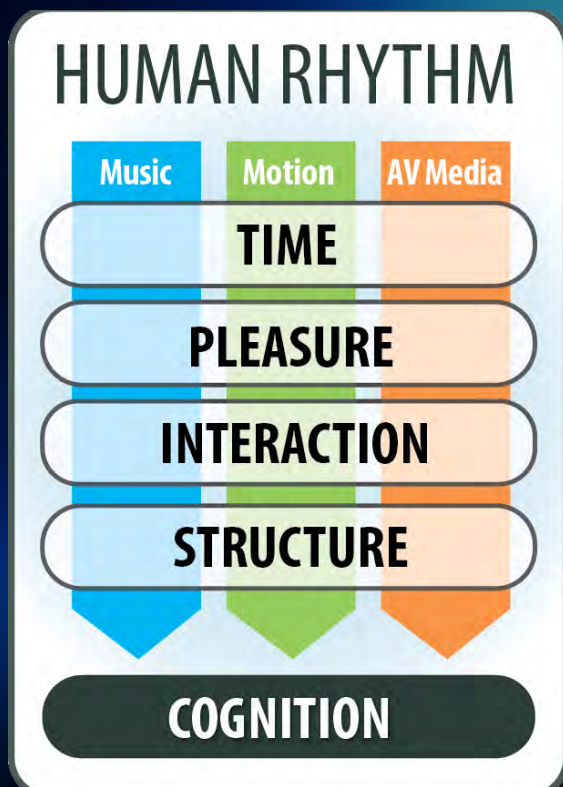 HUMAN RHYTHM
Music Motion AV Media
TIME
PLEASURE
INTERACTION
STRUCTURE
COGNITION